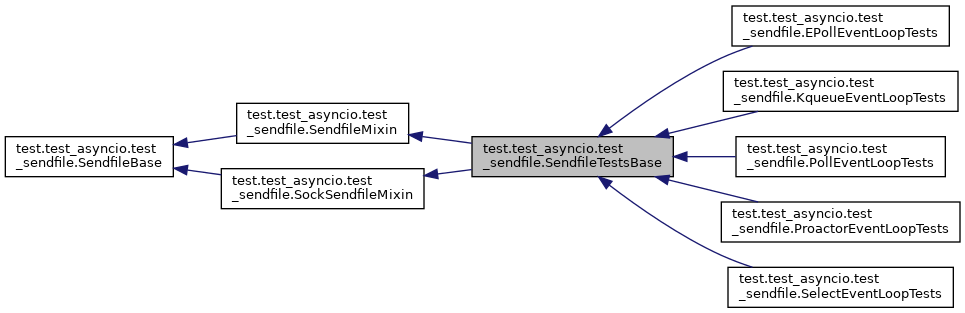 test.test_asyncio.test
_sendfile.EPollEventLoopTests
test.test_asyncio.test
_sendfile.KqueueEventLoopTests
test.test_asyncio.test
_sendfile.SendfileMixin
test.test_asyncio.test
_sendfile.SendfileBase
test.test_asyncio.test
_sendfile.SendfileTestsBase
test.test_asyncio.test
_sendfile.PollEventLoopTests
test.test_asyncio.test
_sendfile.SockSendfileMixin
test.test_asyncio.test
_sendfile.ProactorEventLoopTests
test.test_asyncio.test
_sendfile.SelectEventLoopTests